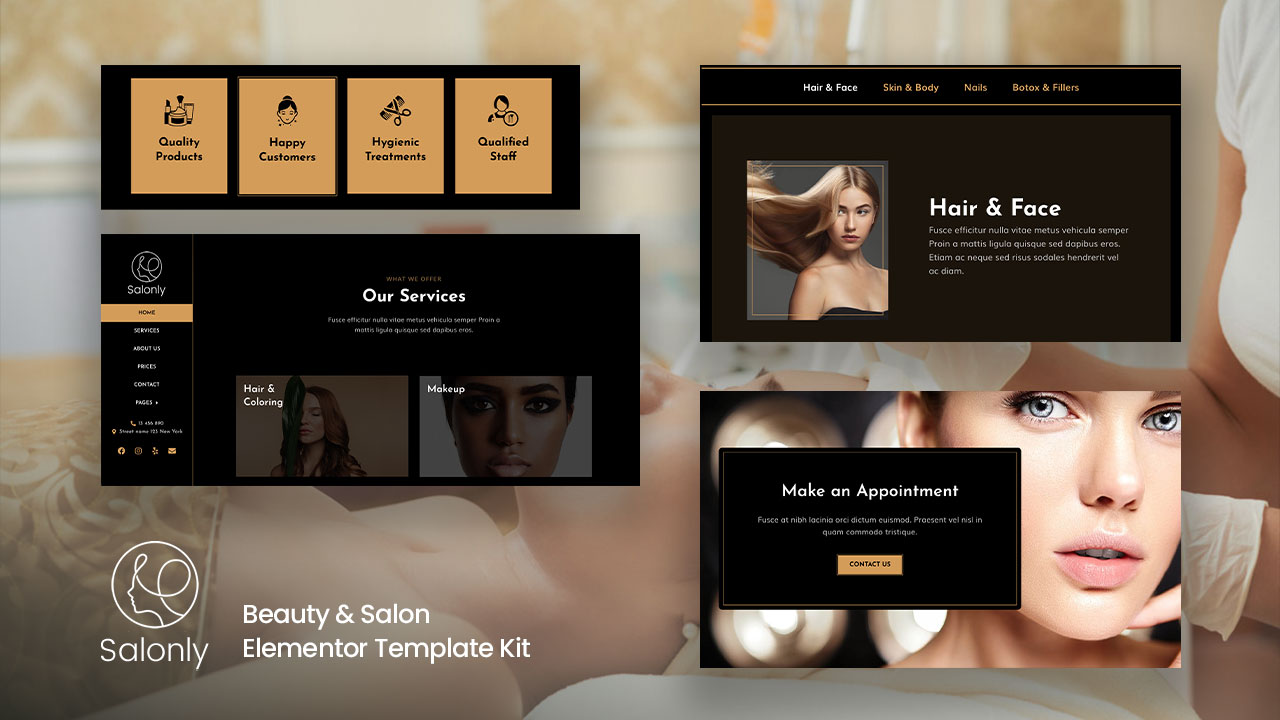 Quality
Products
Happy
Customers
Hygienic
Treatments
Qualified
Staff
Salonly
HOME
SERVICES
ABOUT US
PRICES
CONTACT
PAGES
13 456 890
Street name 123 New York
WHAT WE OFFER
Our Services
Fusce efficitur nulla vitae metus vehicula semper Proin a
mattis ligula quisque sed dapibus eros.
Hair &
Coloring
Makeup
Hair & Face
Skin & Body
Nails
Botox & Fillers
Hair & Face
Fusce efficitur nulla vitae metus vehicula semper
Proin a mattis ligula quisque sed dapibus eros.
Etiam ac neque sed risus sodales hendrerit vel
ac diam.
Make an Appointment
Fusce at nibh lacinia orci dictum euismod. Praesent vel nisl in
quam commodo tristique.
CONTACT US
Salonly
Beauty & Salon
Elementor Template Kit